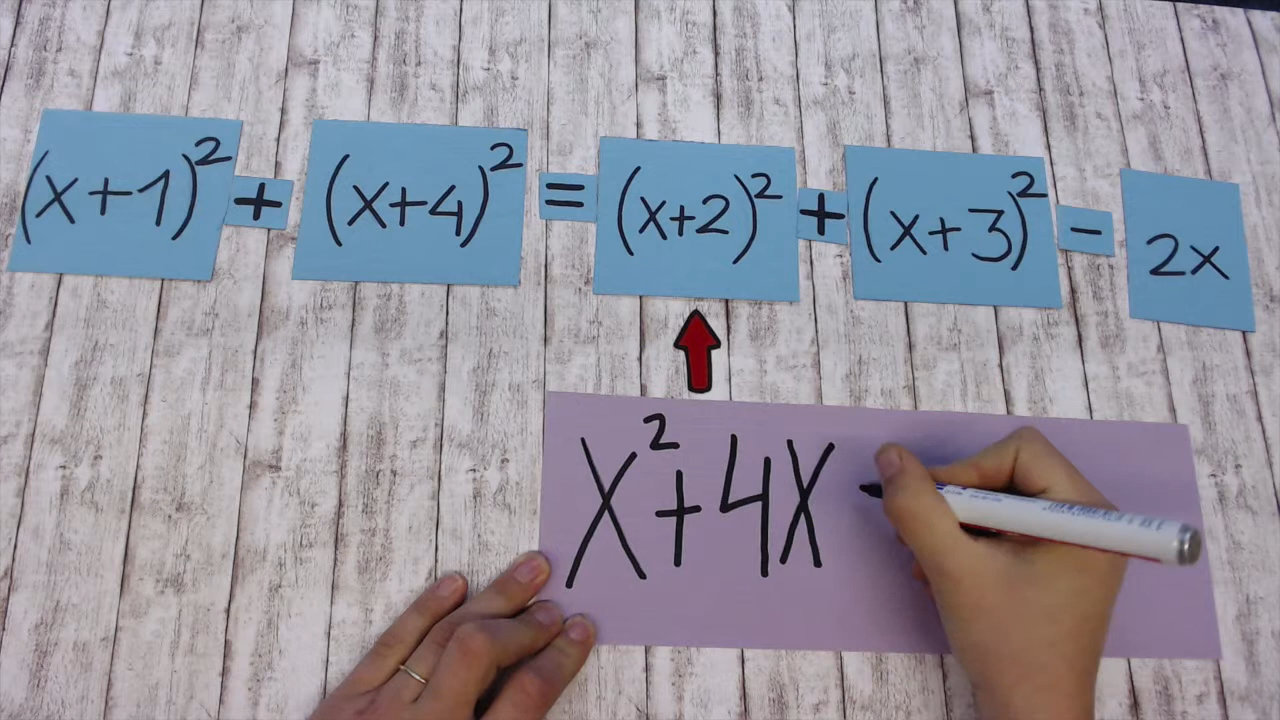 (x+1)² + (x+4)² = (x+2)² + (x+3)² - 2x
x²+4x